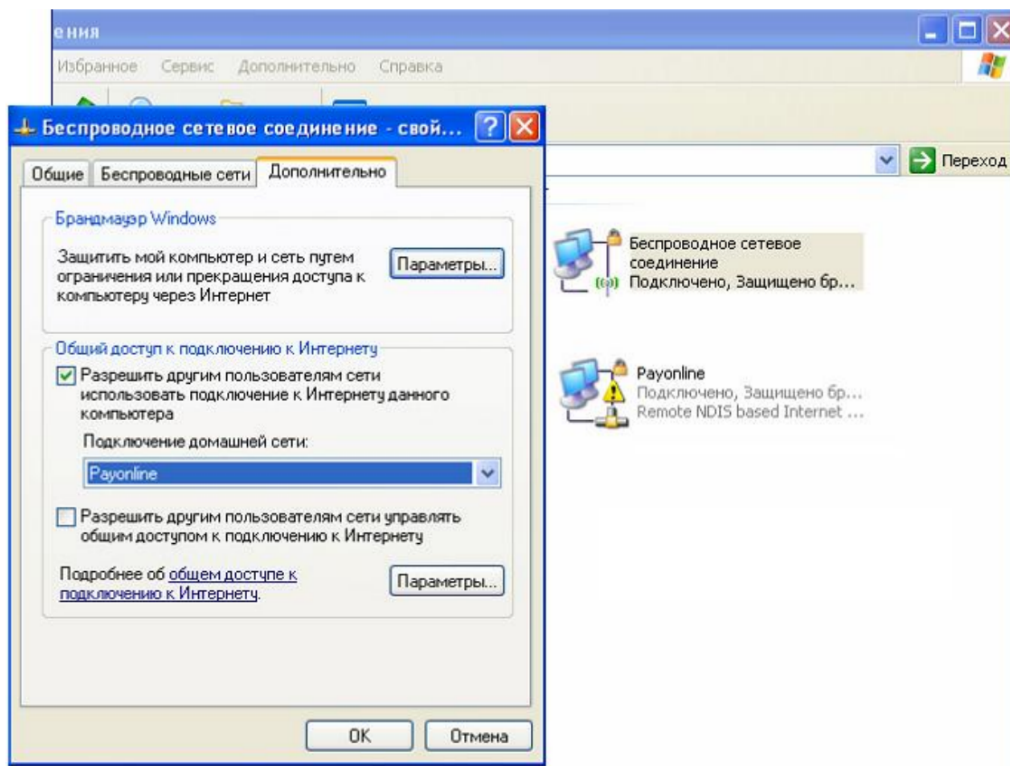 ения
Избранное Сервис Дополнительно Справка
Беспроводное сетевое соединение - свой...
Переход
Общие Беспроводные сети Дополнительно
Брандмауэр Windows
Защитить мой компьютер и сеть путем
ограничения или прекращения доступа к
компьютеру через Интернет
Параметры...
Общий доступ к подключению к Интернету
Разрешить другим пользователям сети
использовать подключение к Интернету данного
компьютера
Подключение домашней сети:
Payonline
Разрешить другим пользователям сети управлять
общим доступом к подключению к Интернету
Подробнее об общем доступе к
подключению к Интернету.
Параметры...
OK Отмена
Беспроводное сетевое
соединение
Подключено, Защищено бр...
Payonline
Подключено, Защищено бр...
Remote NDIS based Internet ...